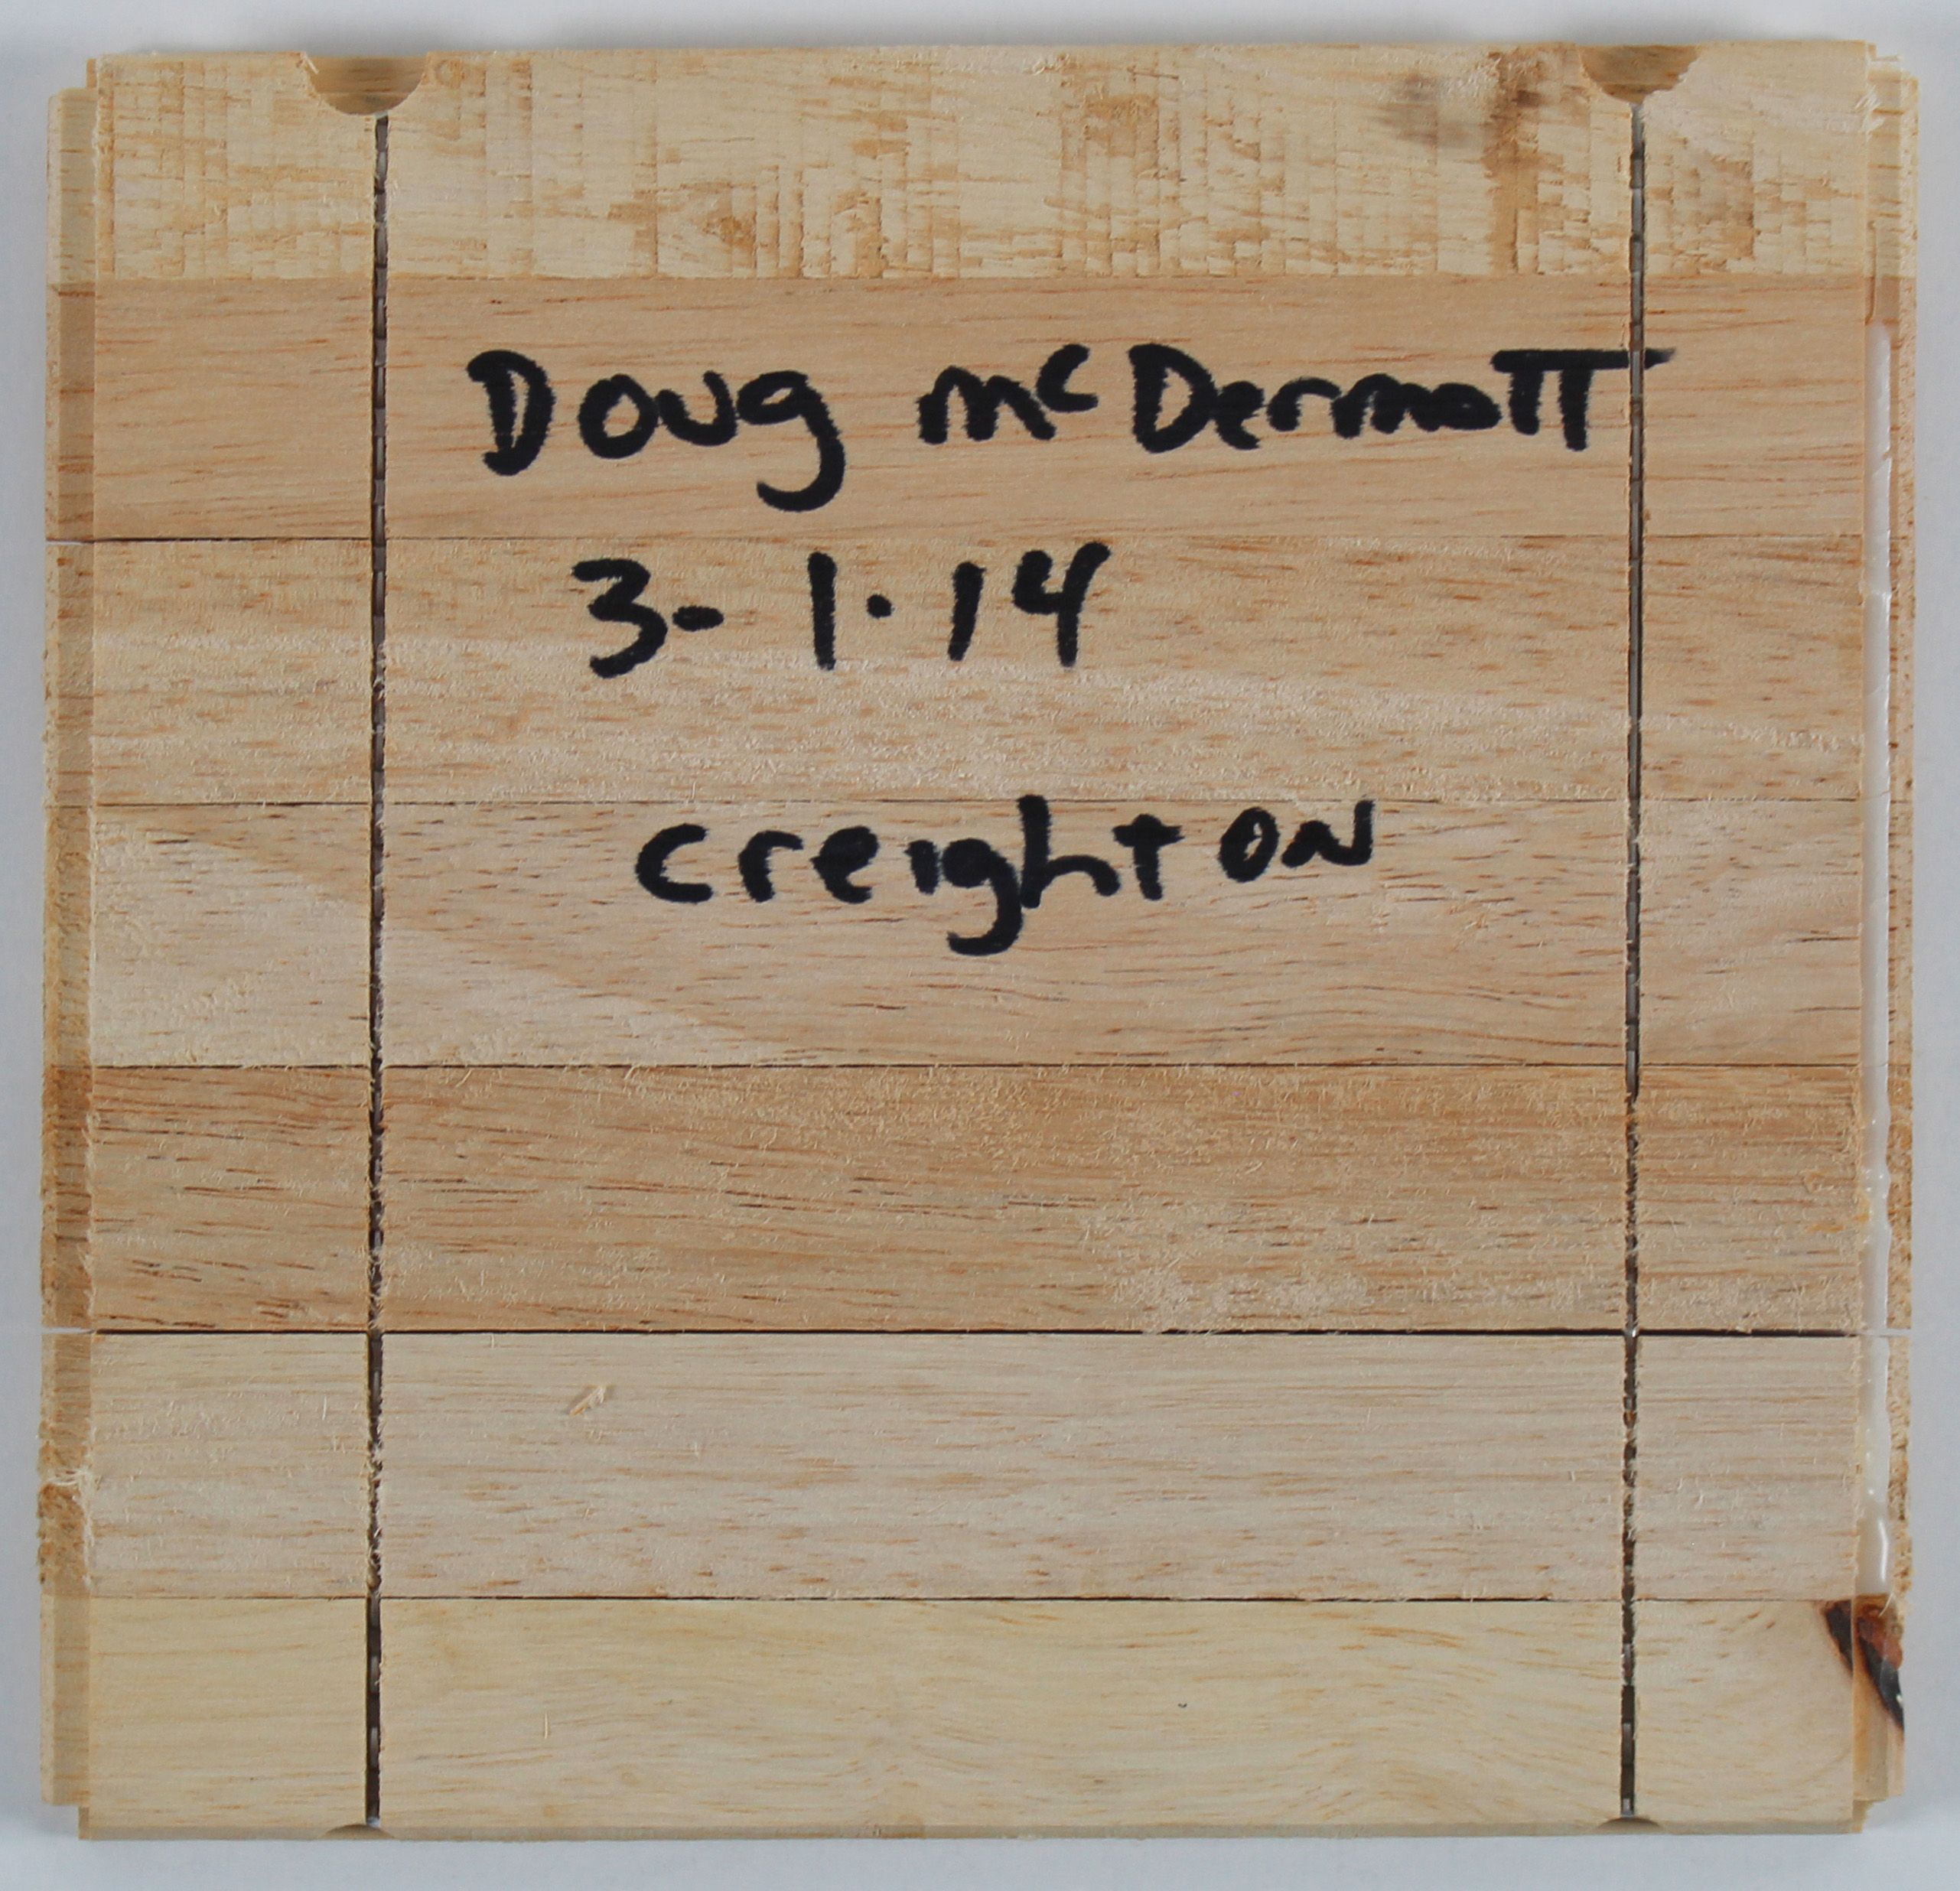 Doug McDermott
3-1.14
Creighton